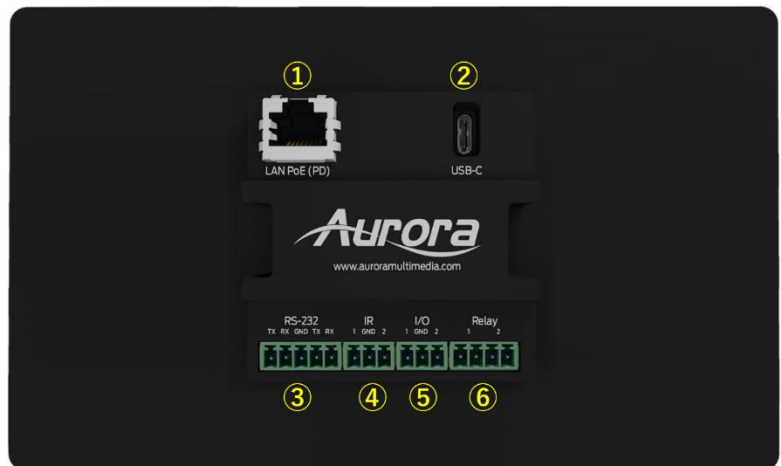 ① ②
LAN PoE (PD) USB-C
Aurora
www.auroramultimedia.com
RS-232 IR I/O Relay
TX RX GND TX RX 1 GND 2 1 GND 2 1 2
③ ④ ⑤ ⑥